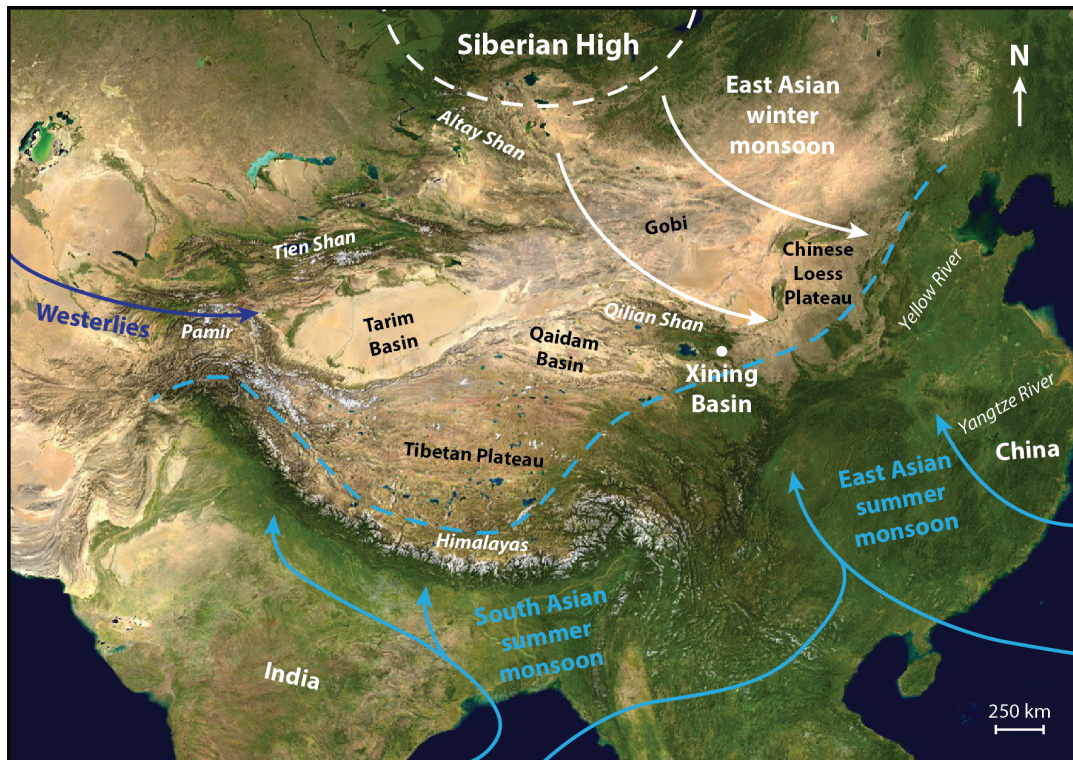 Siberian High
N
East Asian
winter
monsoon
Altay Shan
Gobi
Tien Shan
Chinese
Loess
Plateau
Yellow River
Westerlies
Pamir
Tarim
Basin
Qilian Shan
Qaidam
Basin
Xining
Basin
Yangtze River
China
Tibetan Plateau
East Asian
summer
monsoon
Himalayas
South Asian
summer
monsoon
India
250 km